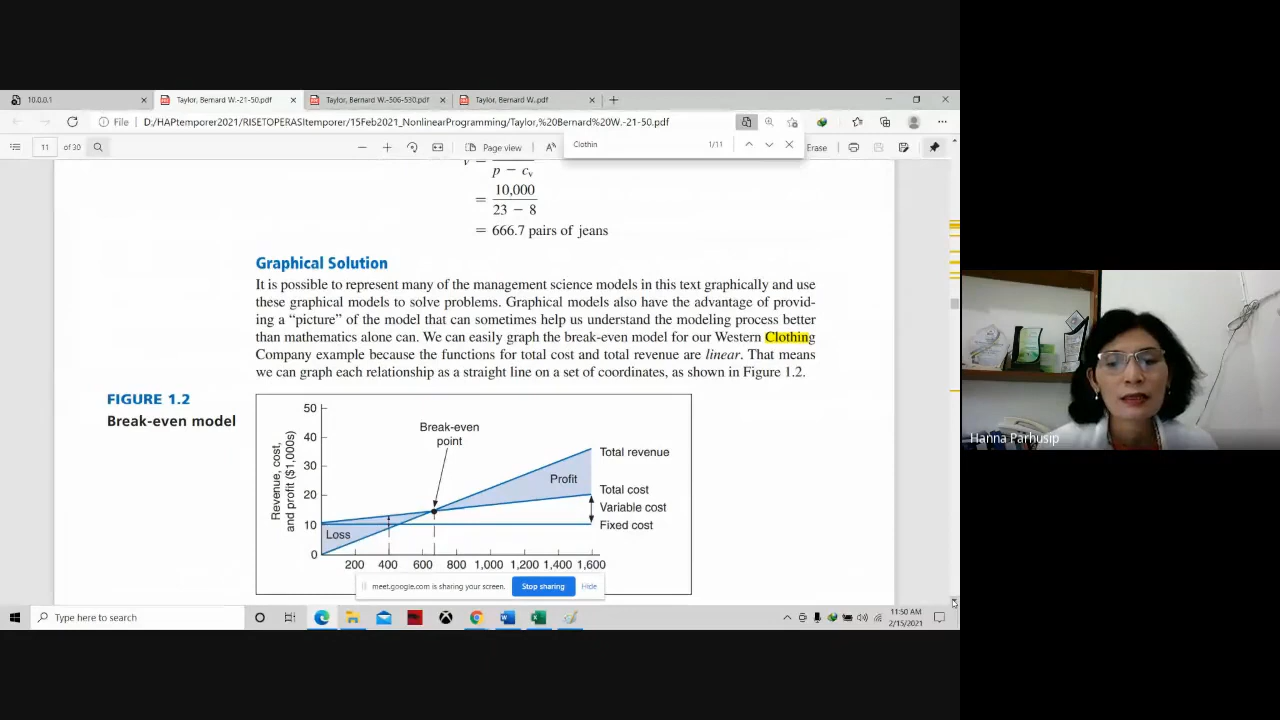 10.0.0.1
Taylor, Bernard W.-21-50.pdf
Taylor, Bernard W.-506-530.pdf
Taylor, Bernard W..pdf
File
D:/HAPtemporer2021/RISETOPERASItemporer/15Feb2021_NonlinearProgramming/Taylor,%20Bernard%20W.-21-50.pdf
11 of 30
Page view
Clothin
1/11
Erase
v =
p − cv
= 10,000
23 − 8
= 666.7 pairs of jeans
Graphical Solution
It is possible to represent many of the management science models in this text graphically and use
these graphical models to solve problems. Graphical models also have the advantage of provid-
ing a “picture” of the model that can sometimes help us understand the modeling process better
than mathematics alone can. We can easily graph the break-even model for our Western Clothing
Company example because the functions for total cost and total revenue are linear. That means
we can graph each relationship as a straight line on a set of coordinates, as shown in Figure 1.2.
FIGURE 1.2
Break-even model
Revenue, cost,
and profit ($1,000s)
50
40
30
20
10
0
Break-even
point
Total revenue
Profit
Total cost
Variable cost
Fixed cost
Loss
200 400 600 800 1,000 1,200 1,400 1,600
meet.google.com is sharing your screen.
Stop sharing
Hide
Type here to search
11:50 AM
2/15/2021
Hanna Parhusip